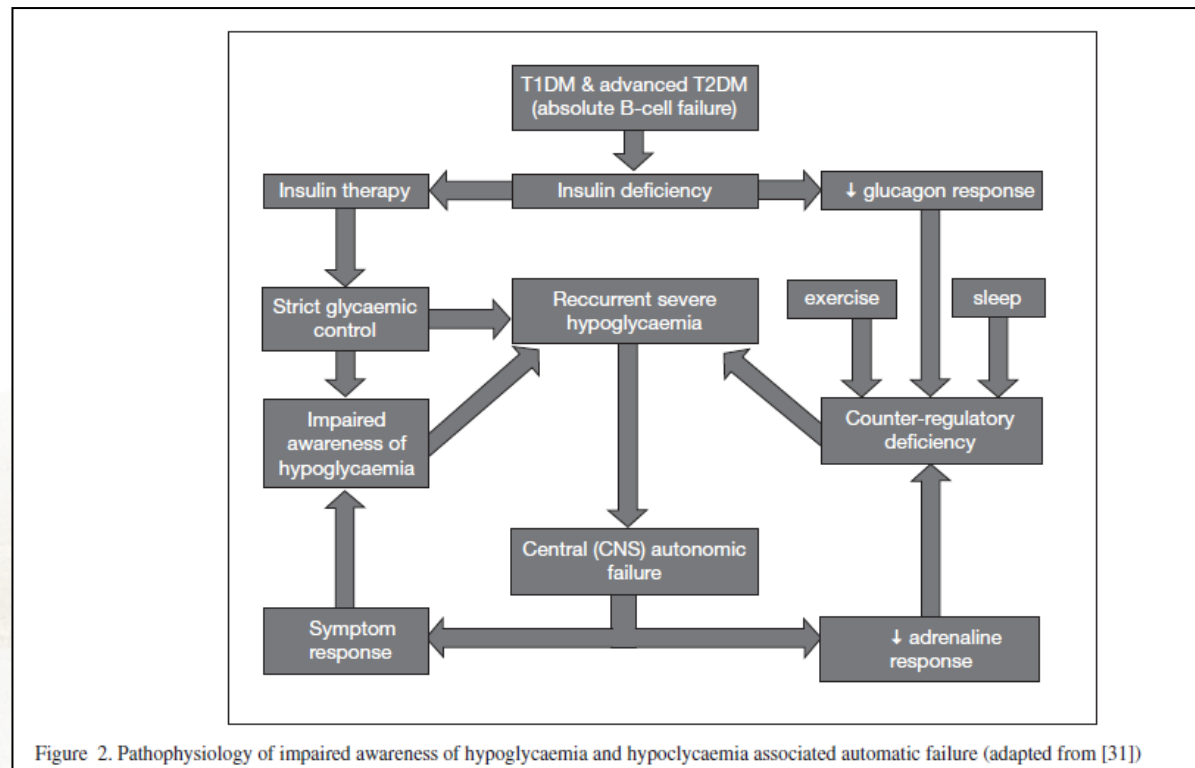 T1DM & advanced T2DM
(absolute B-cell failure)
Insulin therapy
Insulin deficiency
↓ glucagon response
Strict glycaemic
control
Reccurrent severe
hypoglycaemia
exercise
sleep
Impaired
awareness of
hypoglycaemia
Counter-regulatory
deficiency
Central (CNS) autonomic
failure
Symptom
response
↓ adrenaline
response
Figure 2. Pathophysiology of impaired awareness of hypoglycaemia and hypoclycaemia associated automatic failure (adapted from [31])